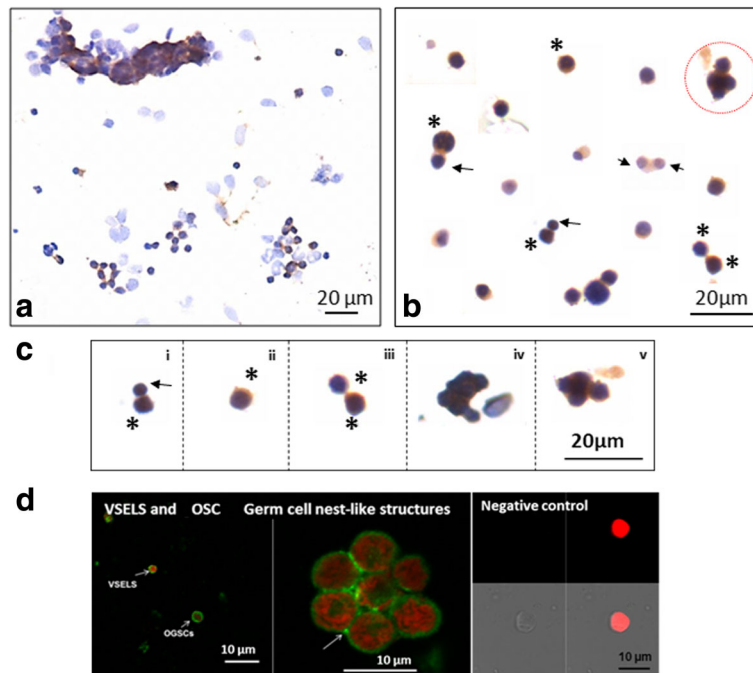 a
20 µm
b
*
*
*
*
*
20µm
c
i
ii
iii
iv
v
*
*
*
*
20µm
d
VSELS and OSC
Germ cell nest-like structures
Negative control
VSELS
OGSCs
10 µm
10 µm
10 µm